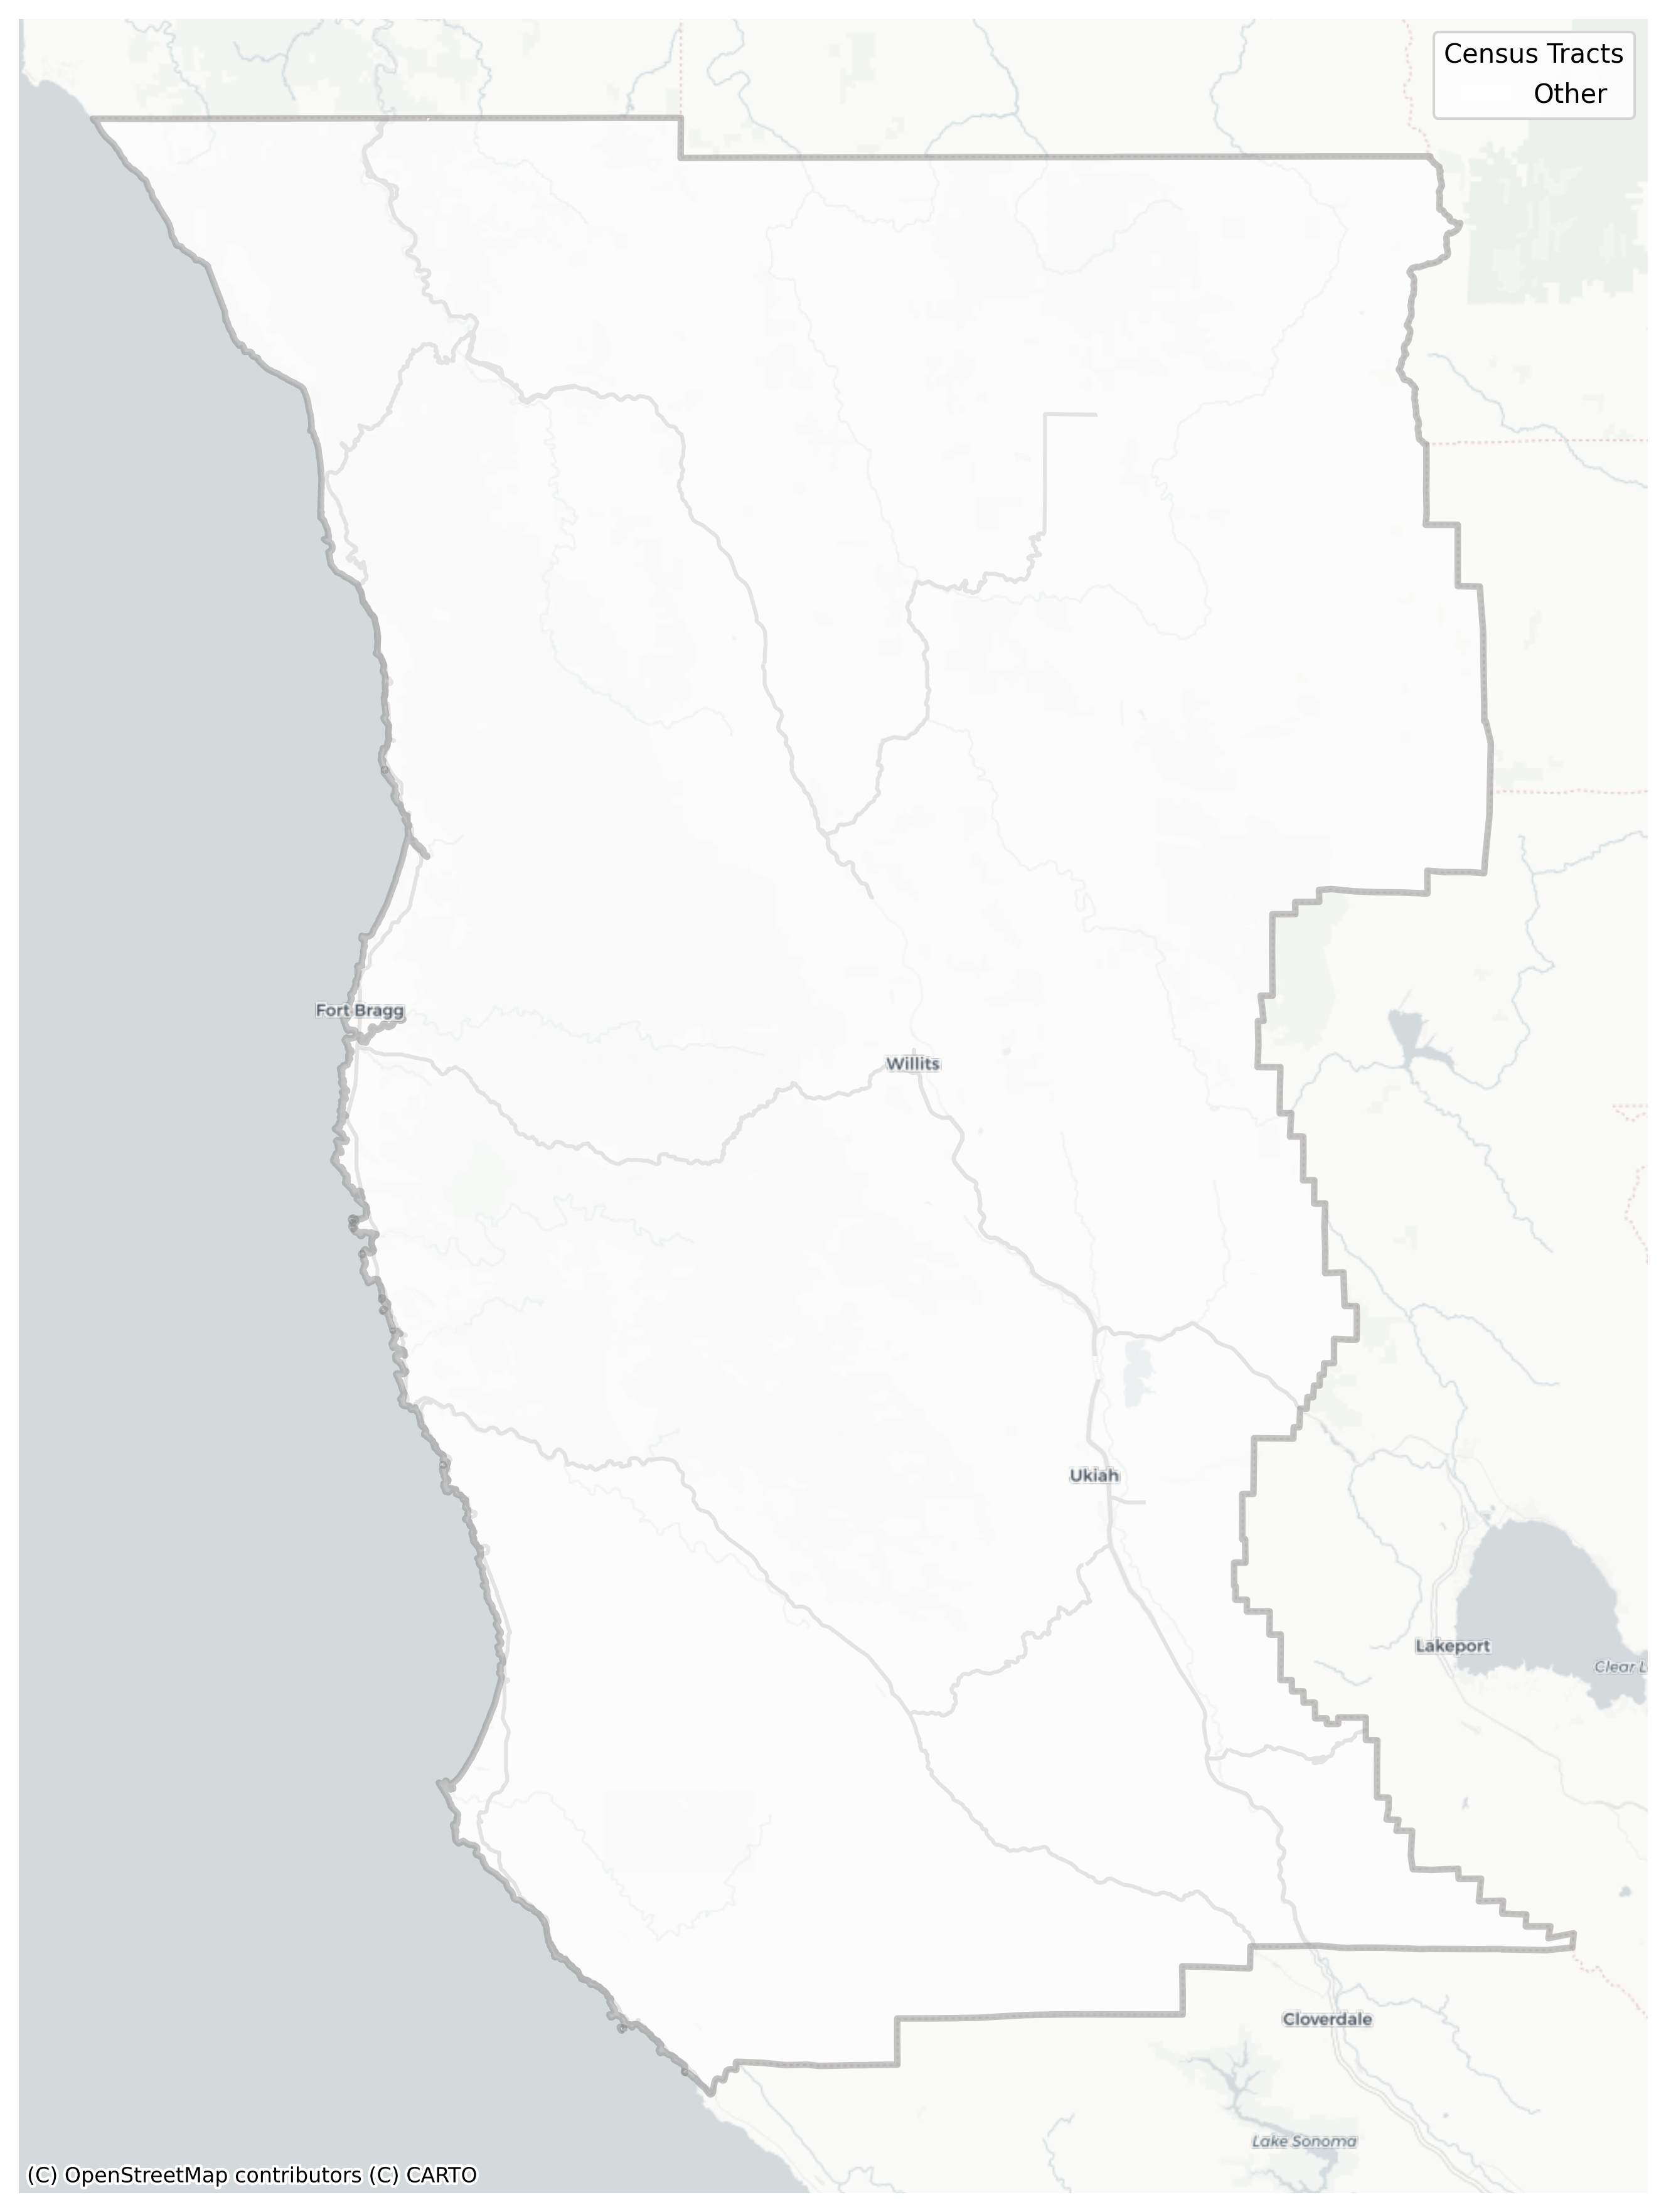 Census Tracts
Other
Fort Bragg
Willits
Ukiah
Lakeport
Clear L
Cloverdale
Lake Sonoma
(C) OpenStreetMap contributors (C) CARTO